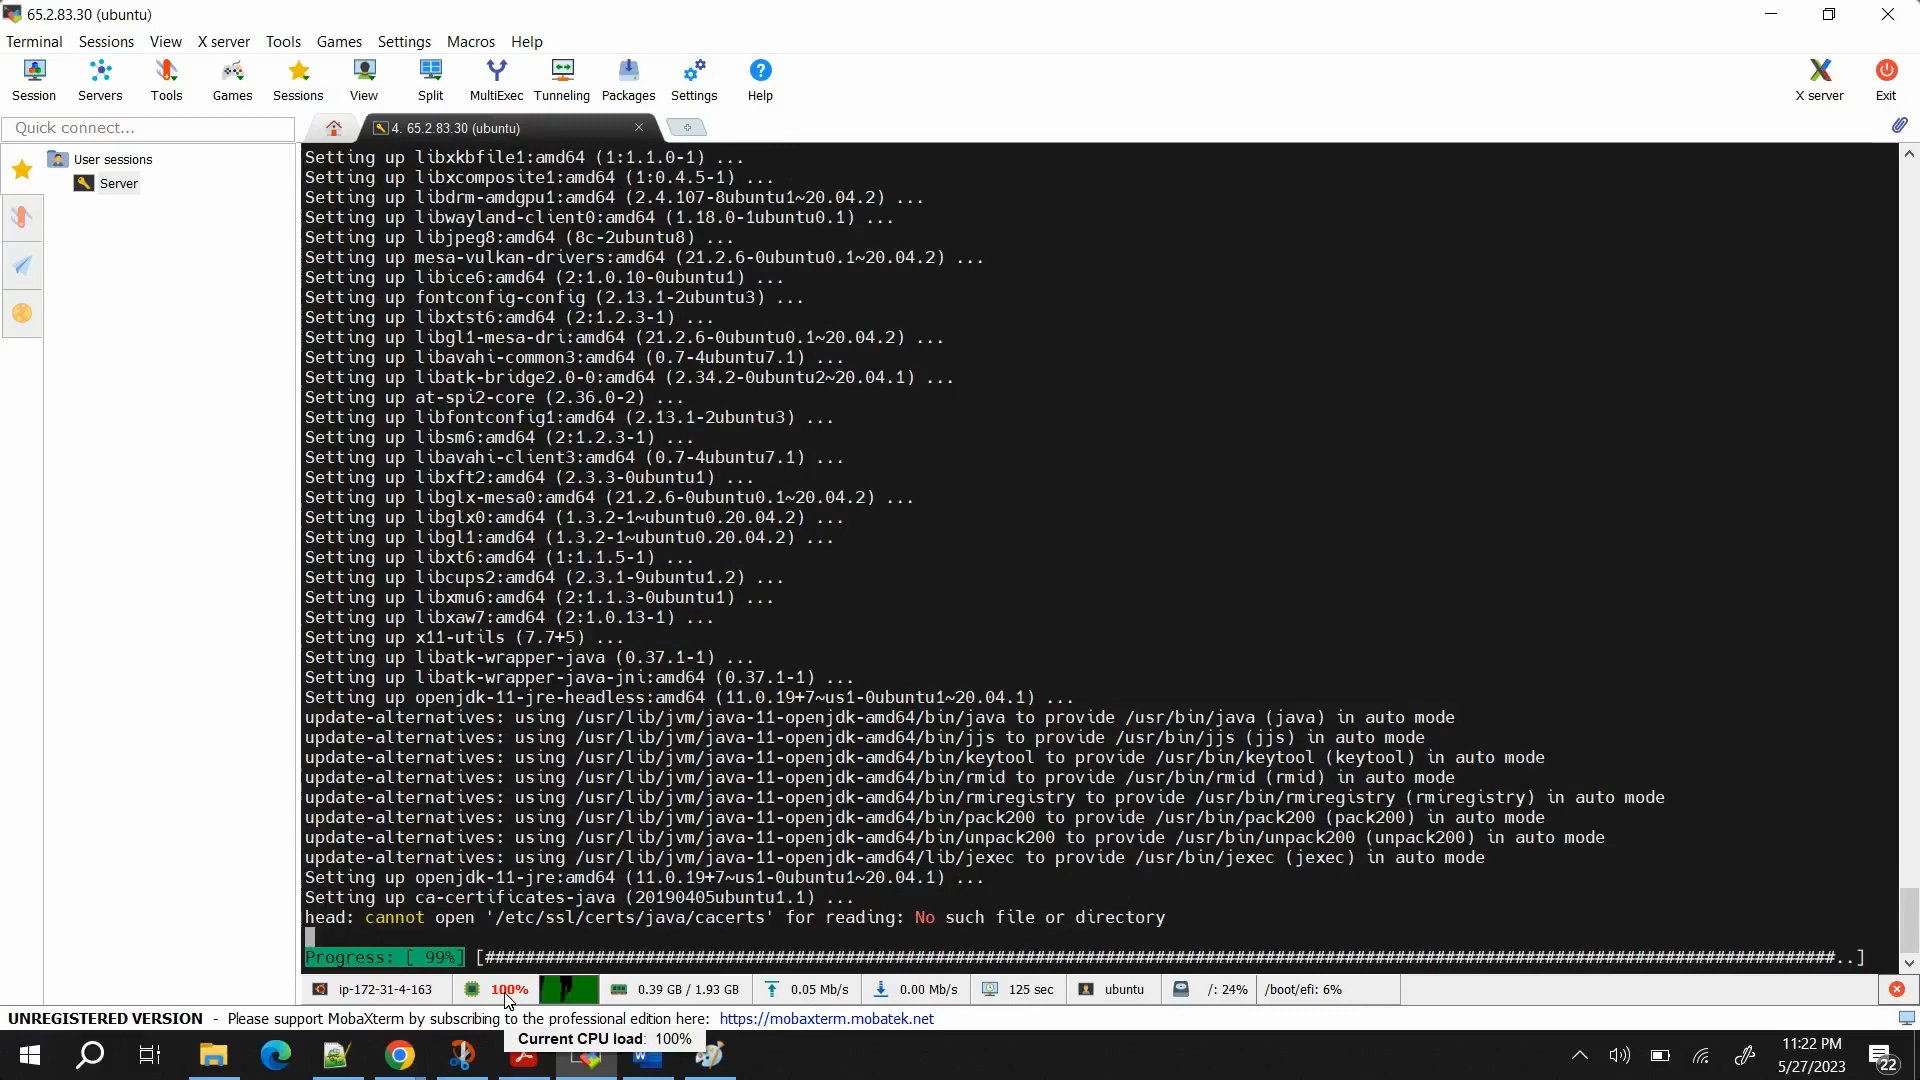 65.2.83.30 (ubuntu)
Terminal Sessions View X server Tools Games Settings Macros Help
Session Servers Tools Games Sessions View Split MultiExec Tunneling Packages Settings Help X server Exit
Quick connect...
4. 65.2.83.30 (ubuntu)
User sessions
Server
Setting up libxkbfile1:amd64 (1:1.1.0-1) ...
Setting up libxcomposite1:amd64 (1:0.4.5-1) ...
Setting up libdrm-amdgpu1:amd64 (2.4.107-8ubuntu1~20.04.2) ...
Setting up libwayland-client0:amd64 (1.18.0-1ubuntu0.1) ...
Setting up libjpeg8:amd64 (8c-2ubuntu8) ...
Setting up mesa-vulkan-drivers:amd64 (21.2.6-0ubuntu0.1~20.04.2) ...
Setting up libice6:amd64 (2:1.0.10-0ubuntu1) ...
Setting up fontconfig-config (2.13.1-2ubuntu3) ...
Setting up libxtst6:amd64 (2:1.2.3-1) ...
Setting up libgl1-mesa-dri:amd64 (21.2.6-0ubuntu0.1~20.04.2) ...
Setting up libavahi-common3:amd64 (0.7-4ubuntu7.1) ...
Setting up libatk-bridge2.0-0:amd64 (2.34.2-0ubuntu2~20.04.1) ...
Setting up at-spi2-core (2.36.0-2) ...
Setting up libfontconfig1:amd64 (2.13.1-2ubuntu3) ...
Setting up libsm6:amd64 (2:1.2.3-1) ...
Setting up libavahi-client3:amd64 (0.7-4ubuntu7.1) ...
Setting up libxft2:amd64 (2.3.3-0ubuntu1) ...
Setting up libglx-mesa0:amd64 (21.2.6-0ubuntu0.1~20.04.2) ...
Setting up libglx0:amd64 (1.3.2-1~ubuntu0.20.04.2) ...
Setting up libgl1:amd64 (1.3.2-1~ubuntu0.20.04.2) ...
Setting up libxt6:amd64 (1:1.1.5-1) ...
Setting up libcups2:amd64 (2.3.1-9ubuntu1.2) ...
Setting up libxmu6:amd64 (2:1.1.3-0ubuntu1) ...
Setting up libxaw7:amd64 (2:1.0.13-1) ...
Setting up x11-utils (7.7+5) ...
Setting up libatk-wrapper-java (0.37.1-1) ...
Setting up libatk-wrapper-java-jni:amd64 (0.37.1-1) ...
Setting up openjdk-11-jre-headless:amd64 (11.0.19+7~us1-0ubuntu1~20.04.1) ...
update-alternatives: using /usr/lib/jvm/java-11-openjdk-amd64/bin/java to provide /usr/bin/java (java) in auto mode
update-alternatives: using /usr/lib/jvm/java-11-openjdk-amd64/bin/jjs to provide /usr/bin/jjs (jjs) in auto mode
update-alternatives: using /usr/lib/jvm/java-11-openjdk-amd64/bin/keytool to provide /usr/bin/keytool (keytool) in auto mode
update-alternatives: using /usr/lib/jvm/java-11-openjdk-amd64/bin/rmid to provide /usr/bin/rmid (rmid) in auto mode
update-alternatives: using /usr/lib/jvm/java-11-openjdk-amd64/bin/rmiregistry to provide /usr/bin/rmiregistry (rmiregistry) in auto mode
update-alternatives: using /usr/lib/jvm/java-11-openjdk-amd64/bin/pack200 to provide /usr/bin/pack200 (pack200) in auto mode
update-alternatives: using /usr/lib/jvm/java-11-openjdk-amd64/bin/unpack200 to provide /usr/bin/unpack200 (unpack200) in auto mode
update-alternatives: using /usr/lib/jvm/java-11-openjdk-amd64/lib/jexec to provide /usr/bin/jexec (jexec) in auto mode
Setting up openjdk-11-jre:amd64 (11.0.19+7~us1-0ubuntu1~20.04.1) ...
Setting up ca-certificates-java (20190405ubuntu1.1) ...
head: cannot open '/etc/ssl/certs/java/cacerts' for reading: No such file or directory
Progress: [ 99%] [#######################################################################################################################################..]
ip-172-31-4-163 100% 0.39 GB / 1.93 GB 0.05 Mb/s 0.00 Mb/s 125 sec ubuntu /: 24% /boot/efi: 6%
UNREGISTERED VERSION - Please support MobaXterm by subscribing to the professional edition here: https://mobaxterm.mobatek.net
Current CPU load: 100%
11:22 PM
5/27/2023
22